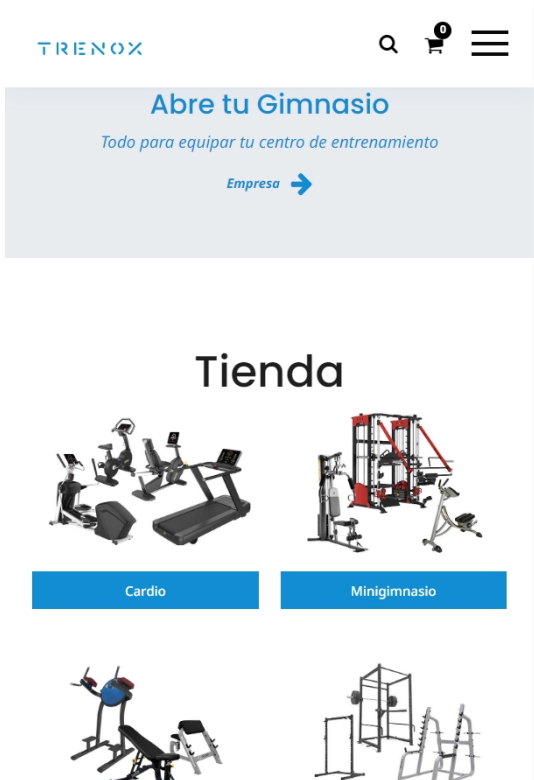 TRENOX
0
Abre tu Gimnasio
Todo para equipar tu centro de entrenamiento
Empresa
Tienda
Cardio
Minigimnasio